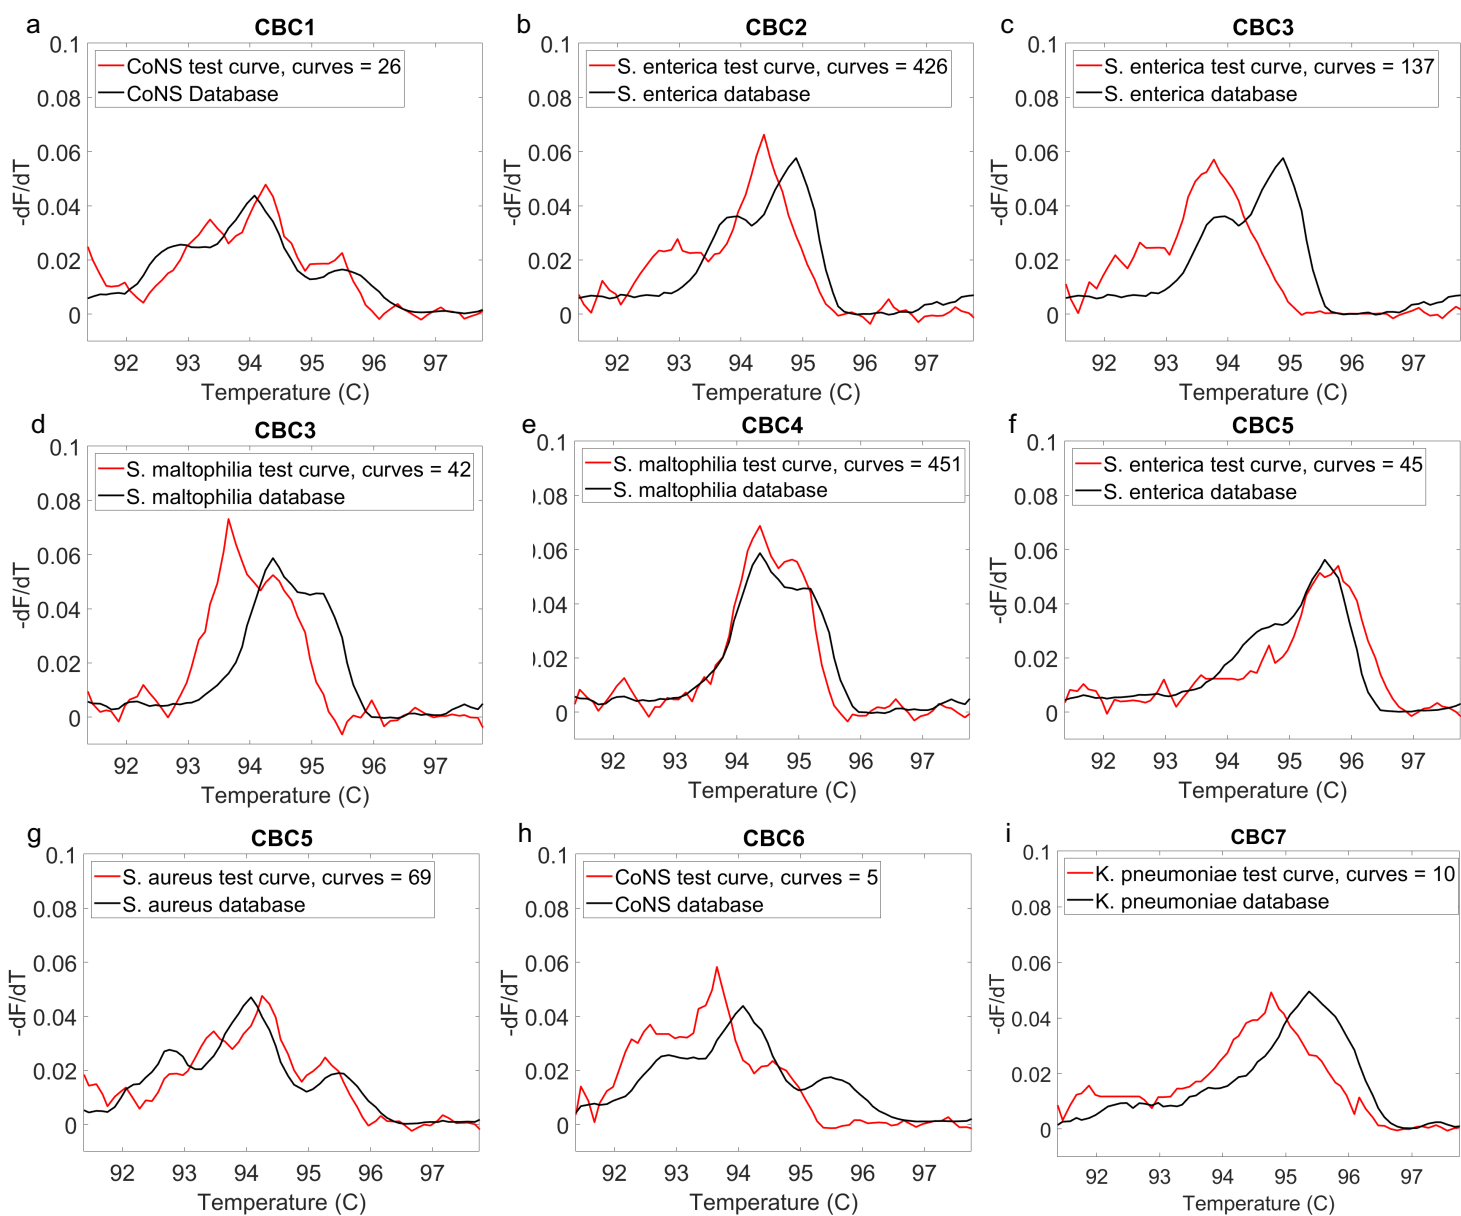 a
CBC1
CoNS test curve, curves = 26
CoNS Database
0.1
0.08
0.06
0.04
0.02
0
-dF/dT
92 93 94 95 96 97
Temperature (C)
b
CBC2
S. enterica test curve, curves = 426
S. enterica database
0.1
0.08
0.06
0.04
0.02
0
-dF/dT
92 93 94 95 96 97
Temperature (C)
c
CBC3
S. enterica test curve, curves = 137
S. enterica database
0.1
0.08
0.06
0.04
0.02
0
-dF/dT
92 93 94 95 96 97
Temperature (C)
d
CBC3
S. maltophilia test curve, curves = 42
S. maltophilia database
0.1
0.08
0.06
0.04
0.02
0
-dF/dT
92 93 94 95 96 97
Temperature (C)
e
CBC4
S. maltophilia test curve, curves = 451
S. maltophilia database
0.1
0.08
0.06
0.04
0.02
0
92 93 94 95 96 97
Temperature (C)
f
CBC5
S. enterica test curve, curves = 45
S. enterica database
0.1
0.08
0.06
0.04
0.02
0
-dF/dT
92 93 94 95 96 97
Temperature (C)
g
CBC5
S. aureus test curve, curves = 69
S. aureus database
0.1
0.08
0.06
0.04
0.02
0
-dF/dT
92 93 94 95 96 97
Temperature (C)
h
CBC6
CoNS test curve, curves = 5
CoNS database
0.1
0.08
0.06
0.04
0.02
0
-dF/dT
92 93 94 95 96 97
Temperature (C)
i
CBC7
K. pneumoniae test curve, curves = 10
K. pneumoniae database
0.1
0.08
0.06
0.04
0.02
0
-dF/dT
92 93 94 95 96 97
Temperature (C)